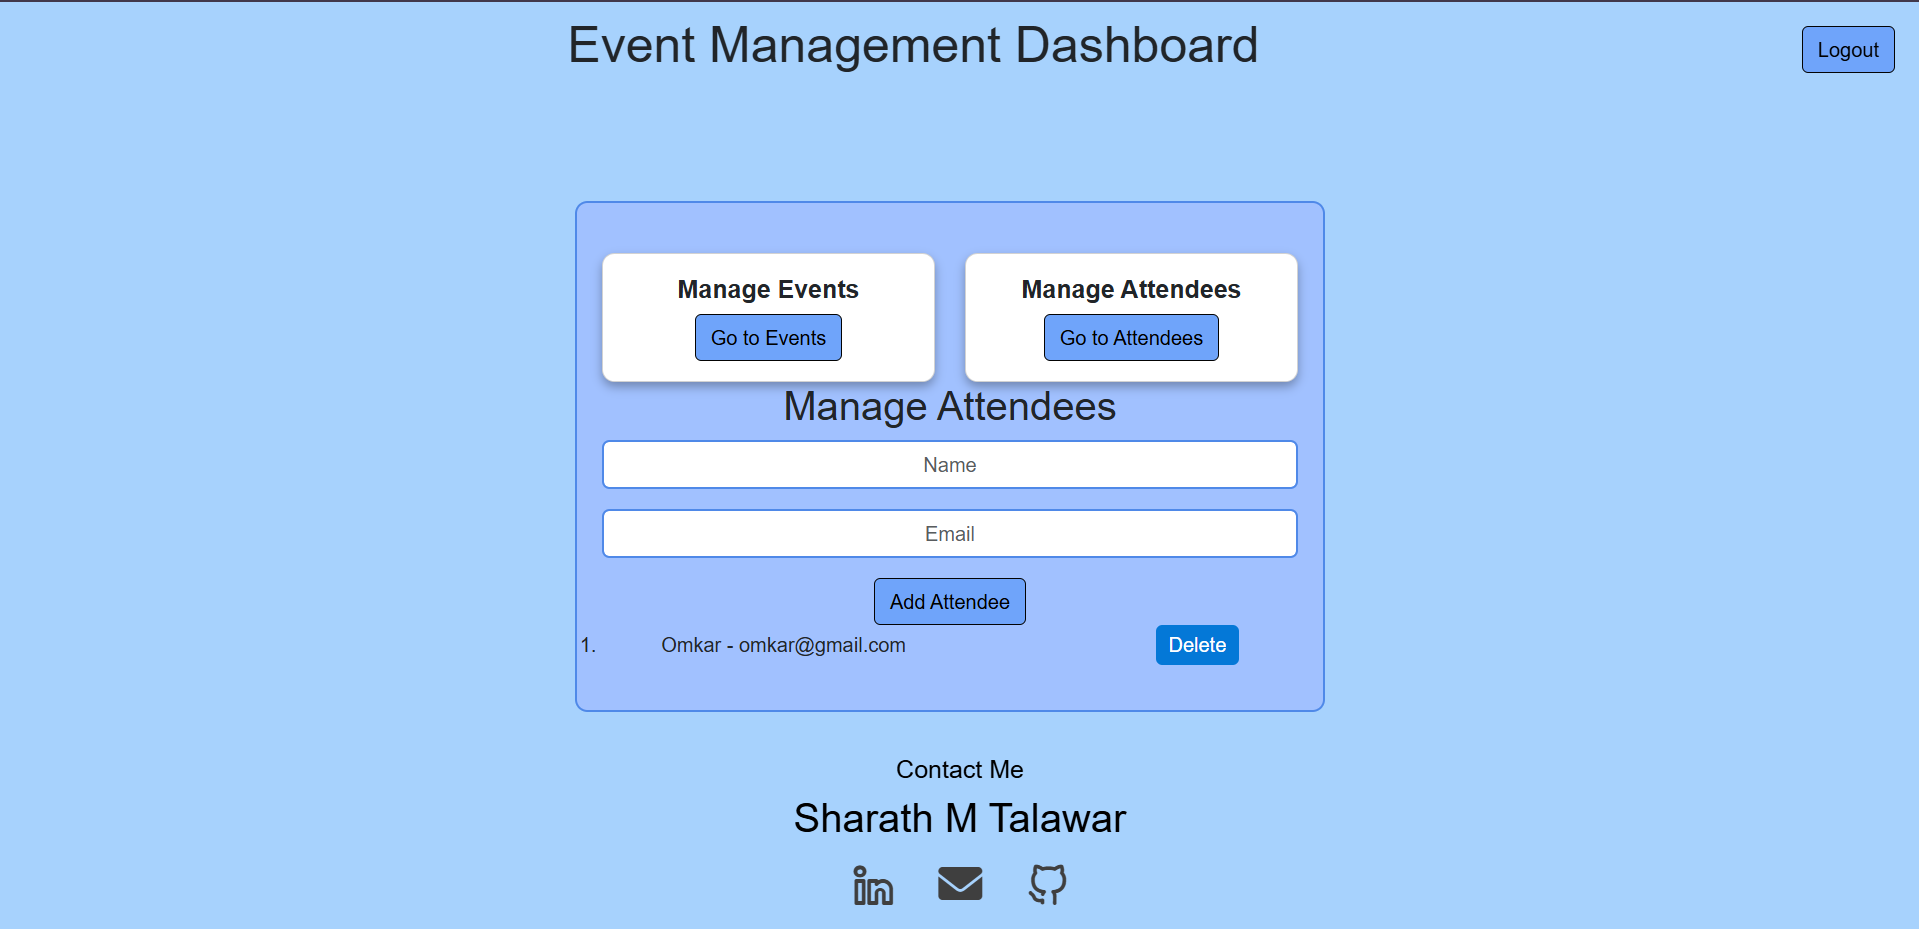 Event Management Dashboard
Logout
Manage Events
Manage Attendees
Go to Events
Go to Attendees
Manage Attendees
Name
Email
Add Attendee
1. Omkar - omkar@gmail.com Delete
Contact Me
Sharath M Talawar
in